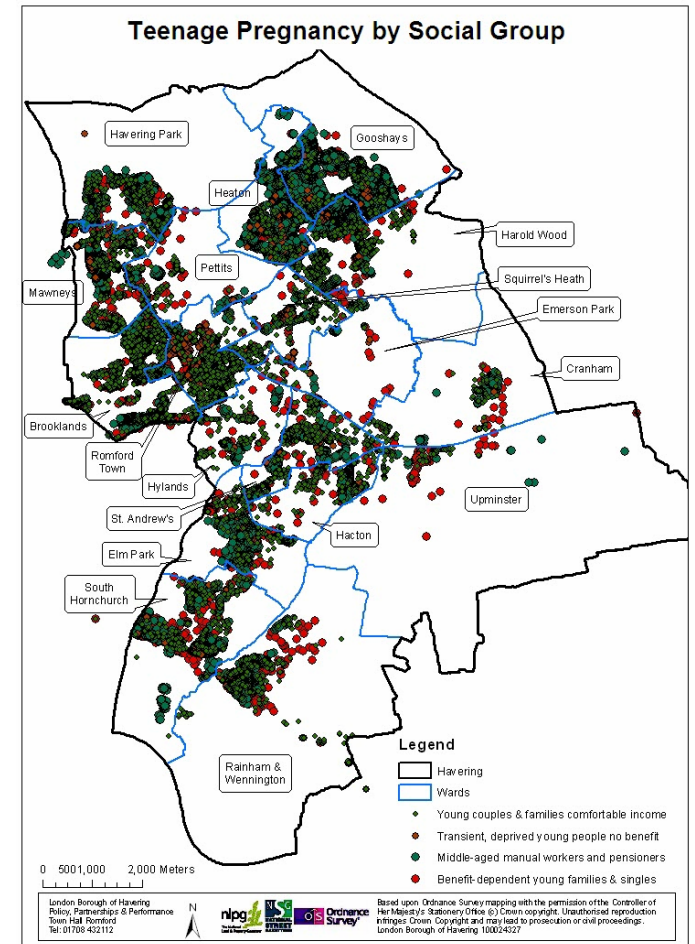 Teenage Pregnancy by Social Group
Havering Park
Gooshays
Heaton
Harold Wood
Pettits
Squirrel's Heath
Mawneys
Emerson Park
Cranham
Brooklands
Romford
Town
Hylands
Upminster
St. Andrew's
Hacton
Elm Park
South
Hornchurch
Rainham &
Wennington
Legend
Havering
Wards
Young couples & families comfortable income
Transient, deprived young people no benefit
Middle-aged manual workers and pensioners
Benefit-dependent young families & singles
0 500 1,000 2,000 Meters
London Borough of Havering
Policy, Partnerships & Performance
Town Hall Romford
Tel: 01708 432112
N
nlpg
NSG
OS Ordnance
Survey
Based upon Ordnance Survey mapping with the permission of the Controller of
Her Majesty's Stationery Office (c) Crown copyright. Unauthorised reproduction
infringes Crown Copyright and may lead to prosecution or civil proceedings.
London Borough of Havering 100024327